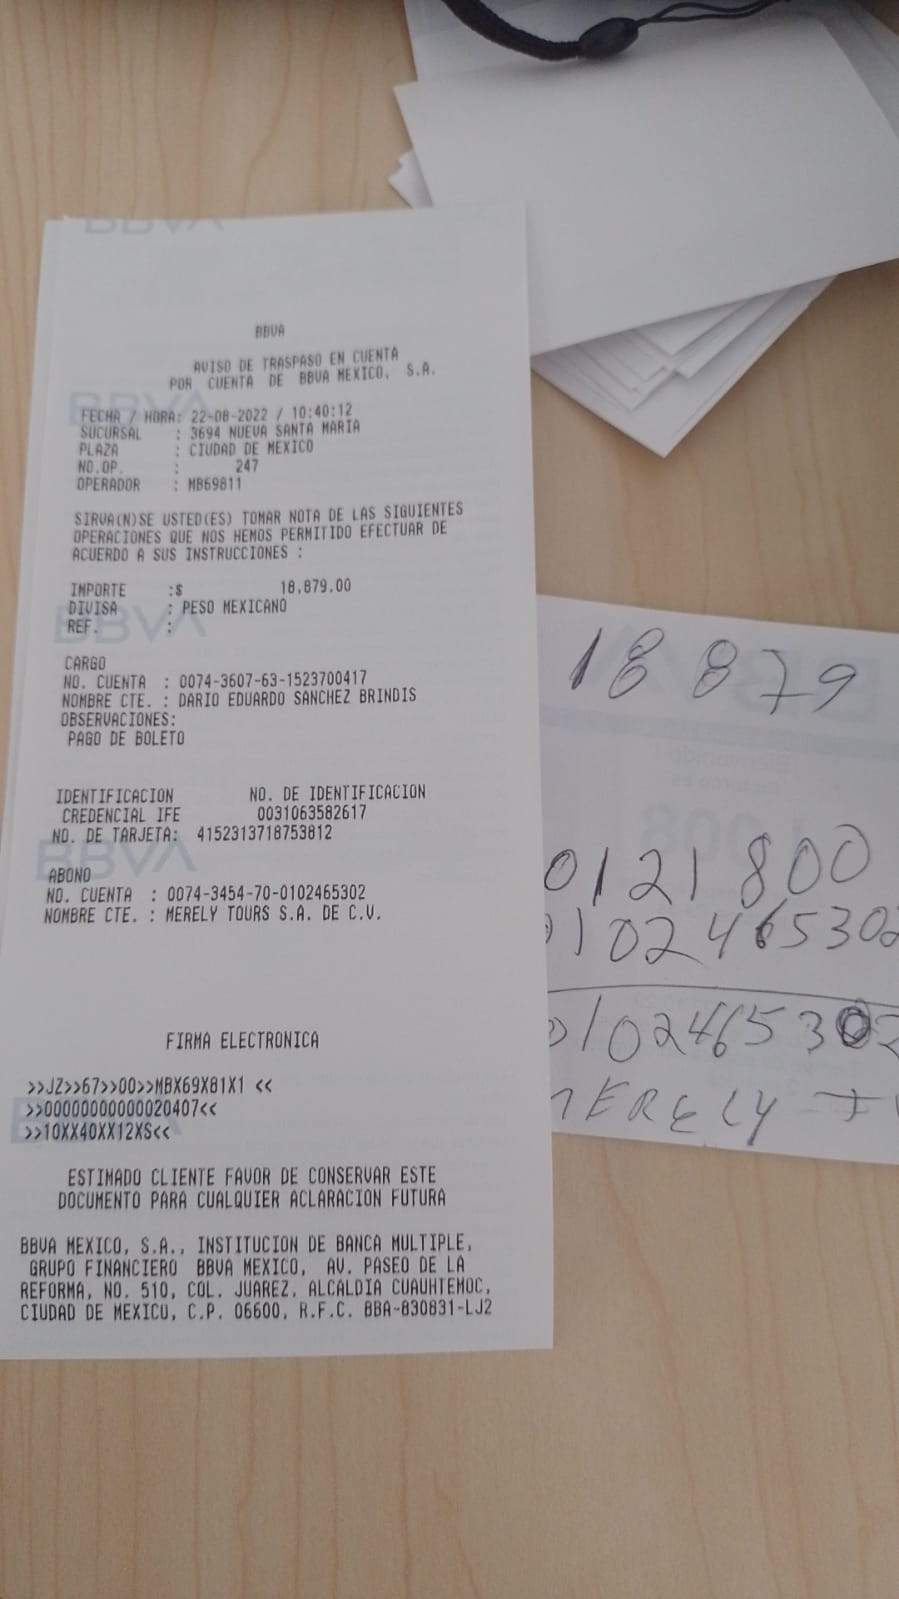 BBVA
AVISO DE TRASPASO EN CUENTA
POR CUENTA DE BBVA MEXICO, S.A.
FECHA / HORA: 22-08-2022 / 10:40:12
SUCURSAL : 3694 NUEVA SANTA MARIA
PLAZA : CIUDAD DE MEXICO
NO.OP. : 247
OPERADOR : MB69811
SIRVA(N)SE USTED(ES) TOMAR NOTA DE LAS SIGUIENTES
OPERACIONES QUE NOS HEMOS PERMITIDO EFECTUAR DE
ACUERDO A SUS INSTRUCCIONES :
IMPORTE :$ 18,879.00
DIVISA : PESO MEXICANO
REF. :
CARGO
NO. CUENTA : 0074-3607-63-1523700417
NOMBRE CTE. : DARIO EDUARDO SANCHEZ BRINDIS
OBSERVACIONES:
PAGO DE BOLETO
IDENTIFICACION NO. DE IDENTIFICACION
CREDENCIAL IFE 0031063582617
NO. DE TARJETA: 4152313718753812
ABONO
NO. CUENTA : 0074-3454-70-0102465302
NOMBRE CTE. : MERELY TOURS S.A. DE C.V.
FIRMA ELECTRONICA
>>JZ>>67>>00>>MBX69X81X1 <<
>>00000000000020407<<
>>10XX40XX12XS<<
ESTIMADO CLIENTE FAVOR DE CONSERVAR ESTE
DOCUMENTO PARA CUALQUIER ACLARACION FUTURA
BBVA MEXICO, S.A., INSTITUCION DE BANCA MULTIPLE,
GRUPO FINANCIERO BBVA MEXICO, AV. PASEO DE LA
REFORMA, NO. 510, COL. JUAREZ, ALCALDIA CUAUHTEMOC,
CIUDAD DE MEXICO, C.P. 06600, R.F.C. BBA-830831-LJ2
18 879
0121800
0102465302
0102465302
MERELY T